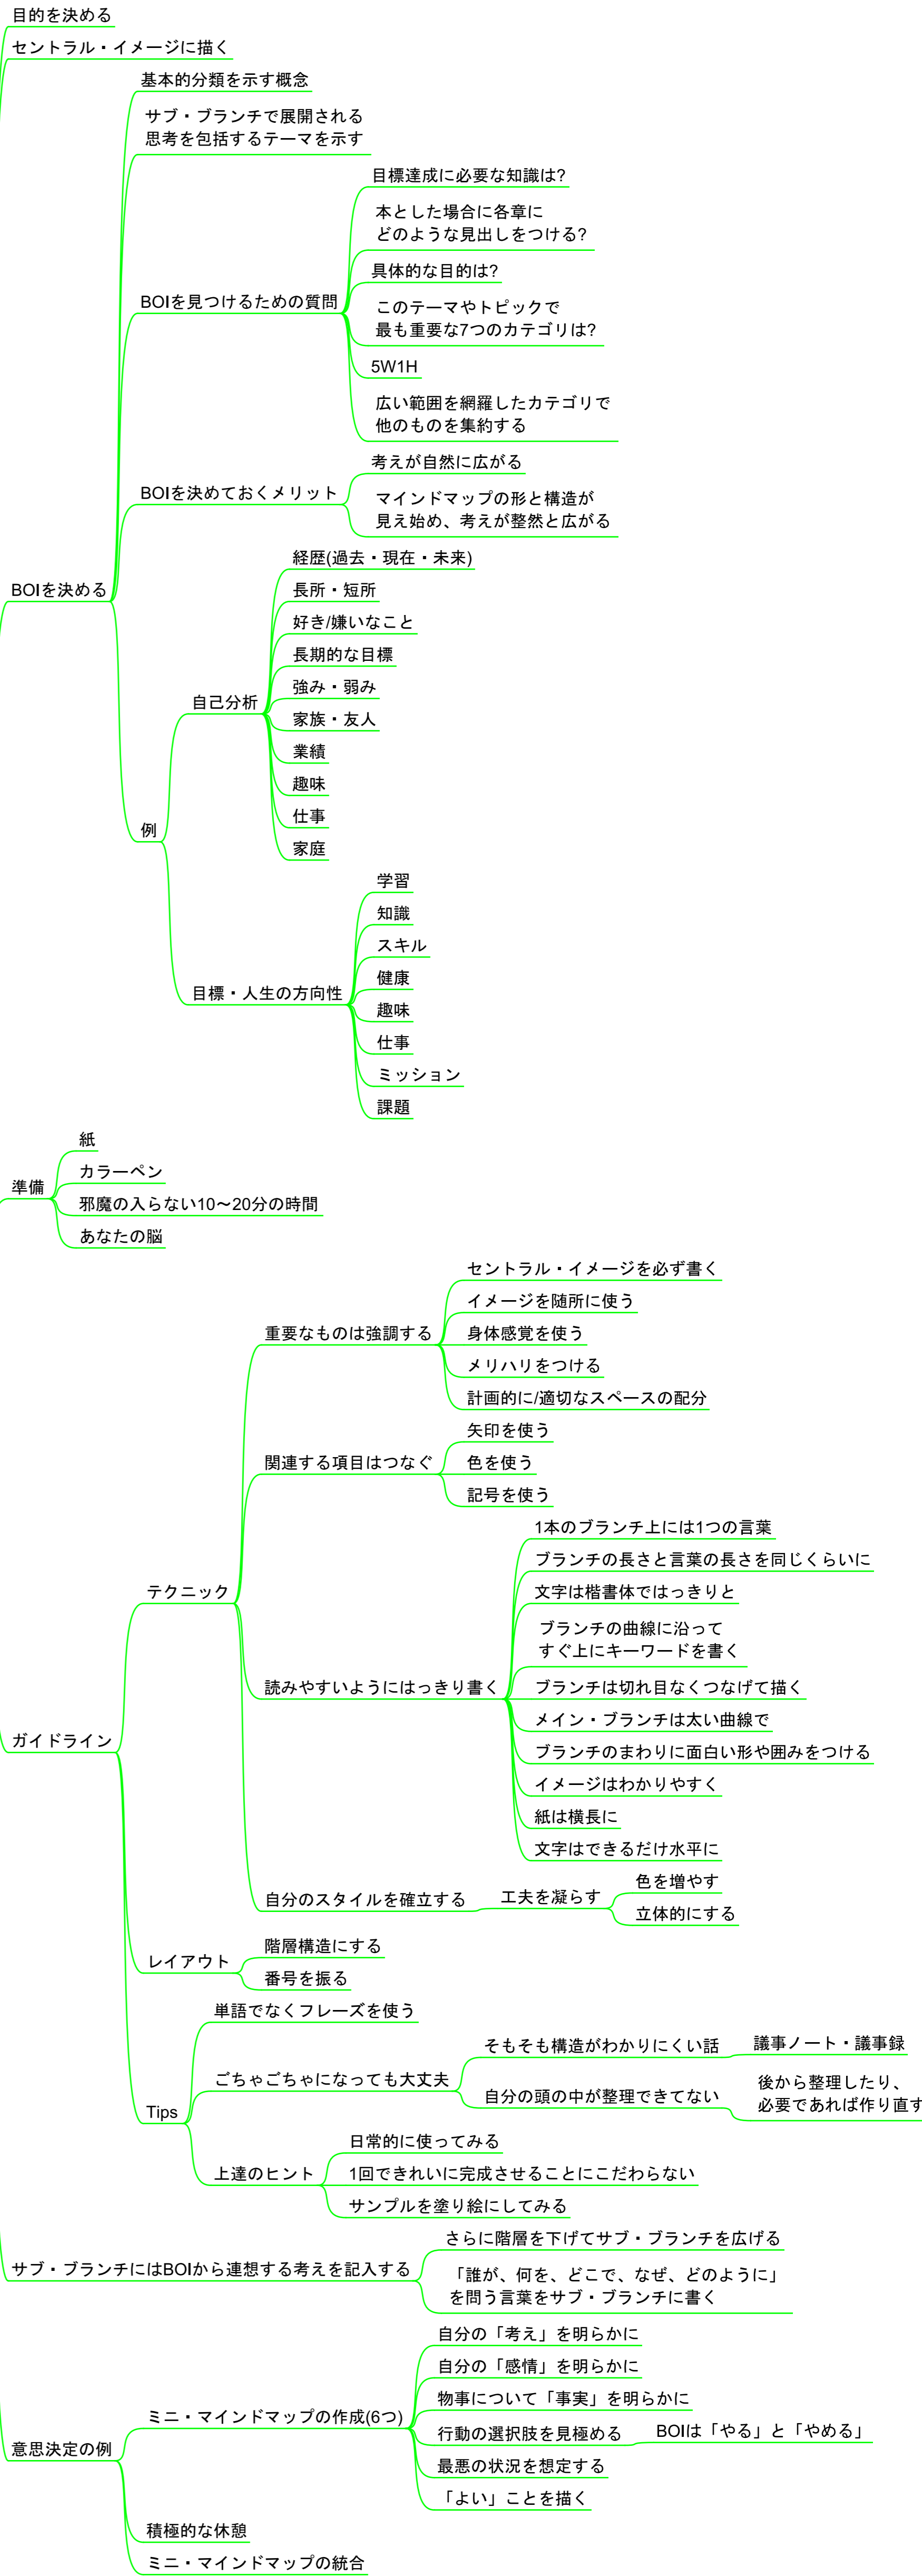 目的を決める
セントラル・イメージに描く
基本的分類を示す概念
サブ・ブランチで展開される
思考を包括するテーマを示す
目標達成に必要な知識は?
本とした場合に各章に
どのような見出しをつける?
BOIを見つけるための質問
具体的な目的は?
このテーマやトピックで
最も重要な7つのカテゴリは?
5W1H
広い範囲を網羅したカテゴリで
他のものを集約する
BOIを決めておくメリット
考えが自然に広がる
マインドマップの形と構造が
見え始め、考えが整然と広がる
BOIを決める
例
自己分析
経歴(過去・現在・未来)
長所・短所
好き/嫌いなこと
長期的な目標
強み・弱み
家族・友人
業績
趣味
仕事
家庭
目標・人生の方向性
学習
知識
スキル
健康
趣味
仕事
ミッション
課題
準備
紙
カラーペン
邪魔の入らない10〜20分の時間
あなたの脳
ガイドライン
テクニック
重要なものは強調する
セントラル・イメージを必ず書く
イメージを随所に使う
身体感覚を使う
メリハリをつける
計画的に/適切なスペースの配分
関連する項目はつなぐ
矢印を使う
色を使う
記号を使う
読みやすいようにはっきり書く
1本のブランチ上には1つの言葉
ブランチの長さと言葉の長さを同じくらいに
文字は楷書体ではっきりと
ブランチの曲線に沿って
すぐ上にキーワードを書く
ブランチは切れ目なくつなげて描く
メイン・ブランチは太い曲線で
ブランチのまわりに面白い形や囲みをつける
イメージはわかりやすく
紙は横長に
文字はできるだけ水平に
自分のスタイルを確立する
工夫を凝らす
色を増やす
立体的にする
レイアウト
階層構造にする
番号を振る
Tips
単語でなくフレーズを使う
ごちゃごちゃになっても大丈夫
そもそも構造がわかりにくい話
議事ノート・議事録
自分の頭の中が整理できてない
後から整理したり、
必要であれば作り直す
上達のヒント
日常的に使ってみる
1回できれいに完成させることにこだわらない
サンプルを塗り絵にしてみる
サブ・ブランチにはBOIから連想する考えを記入する
さらに階層を下げてサブ・ブランチを広げる
「誰が、何を、どこで、なぜ、どのように」
を問う言葉をサブ・ブランチに書く
意思決定の例
ミニ・マインドマップの作成(6つ)
自分の「考え」を明らかに
自分の「感情」を明らかに
物事について「事実」を明らかに
行動の選択肢を見極める
BOIは「やる」と「やめる」
最悪の状況を想定する
「よい」ことを描く
積極的な休憩
ミニ・マインドマップの統合